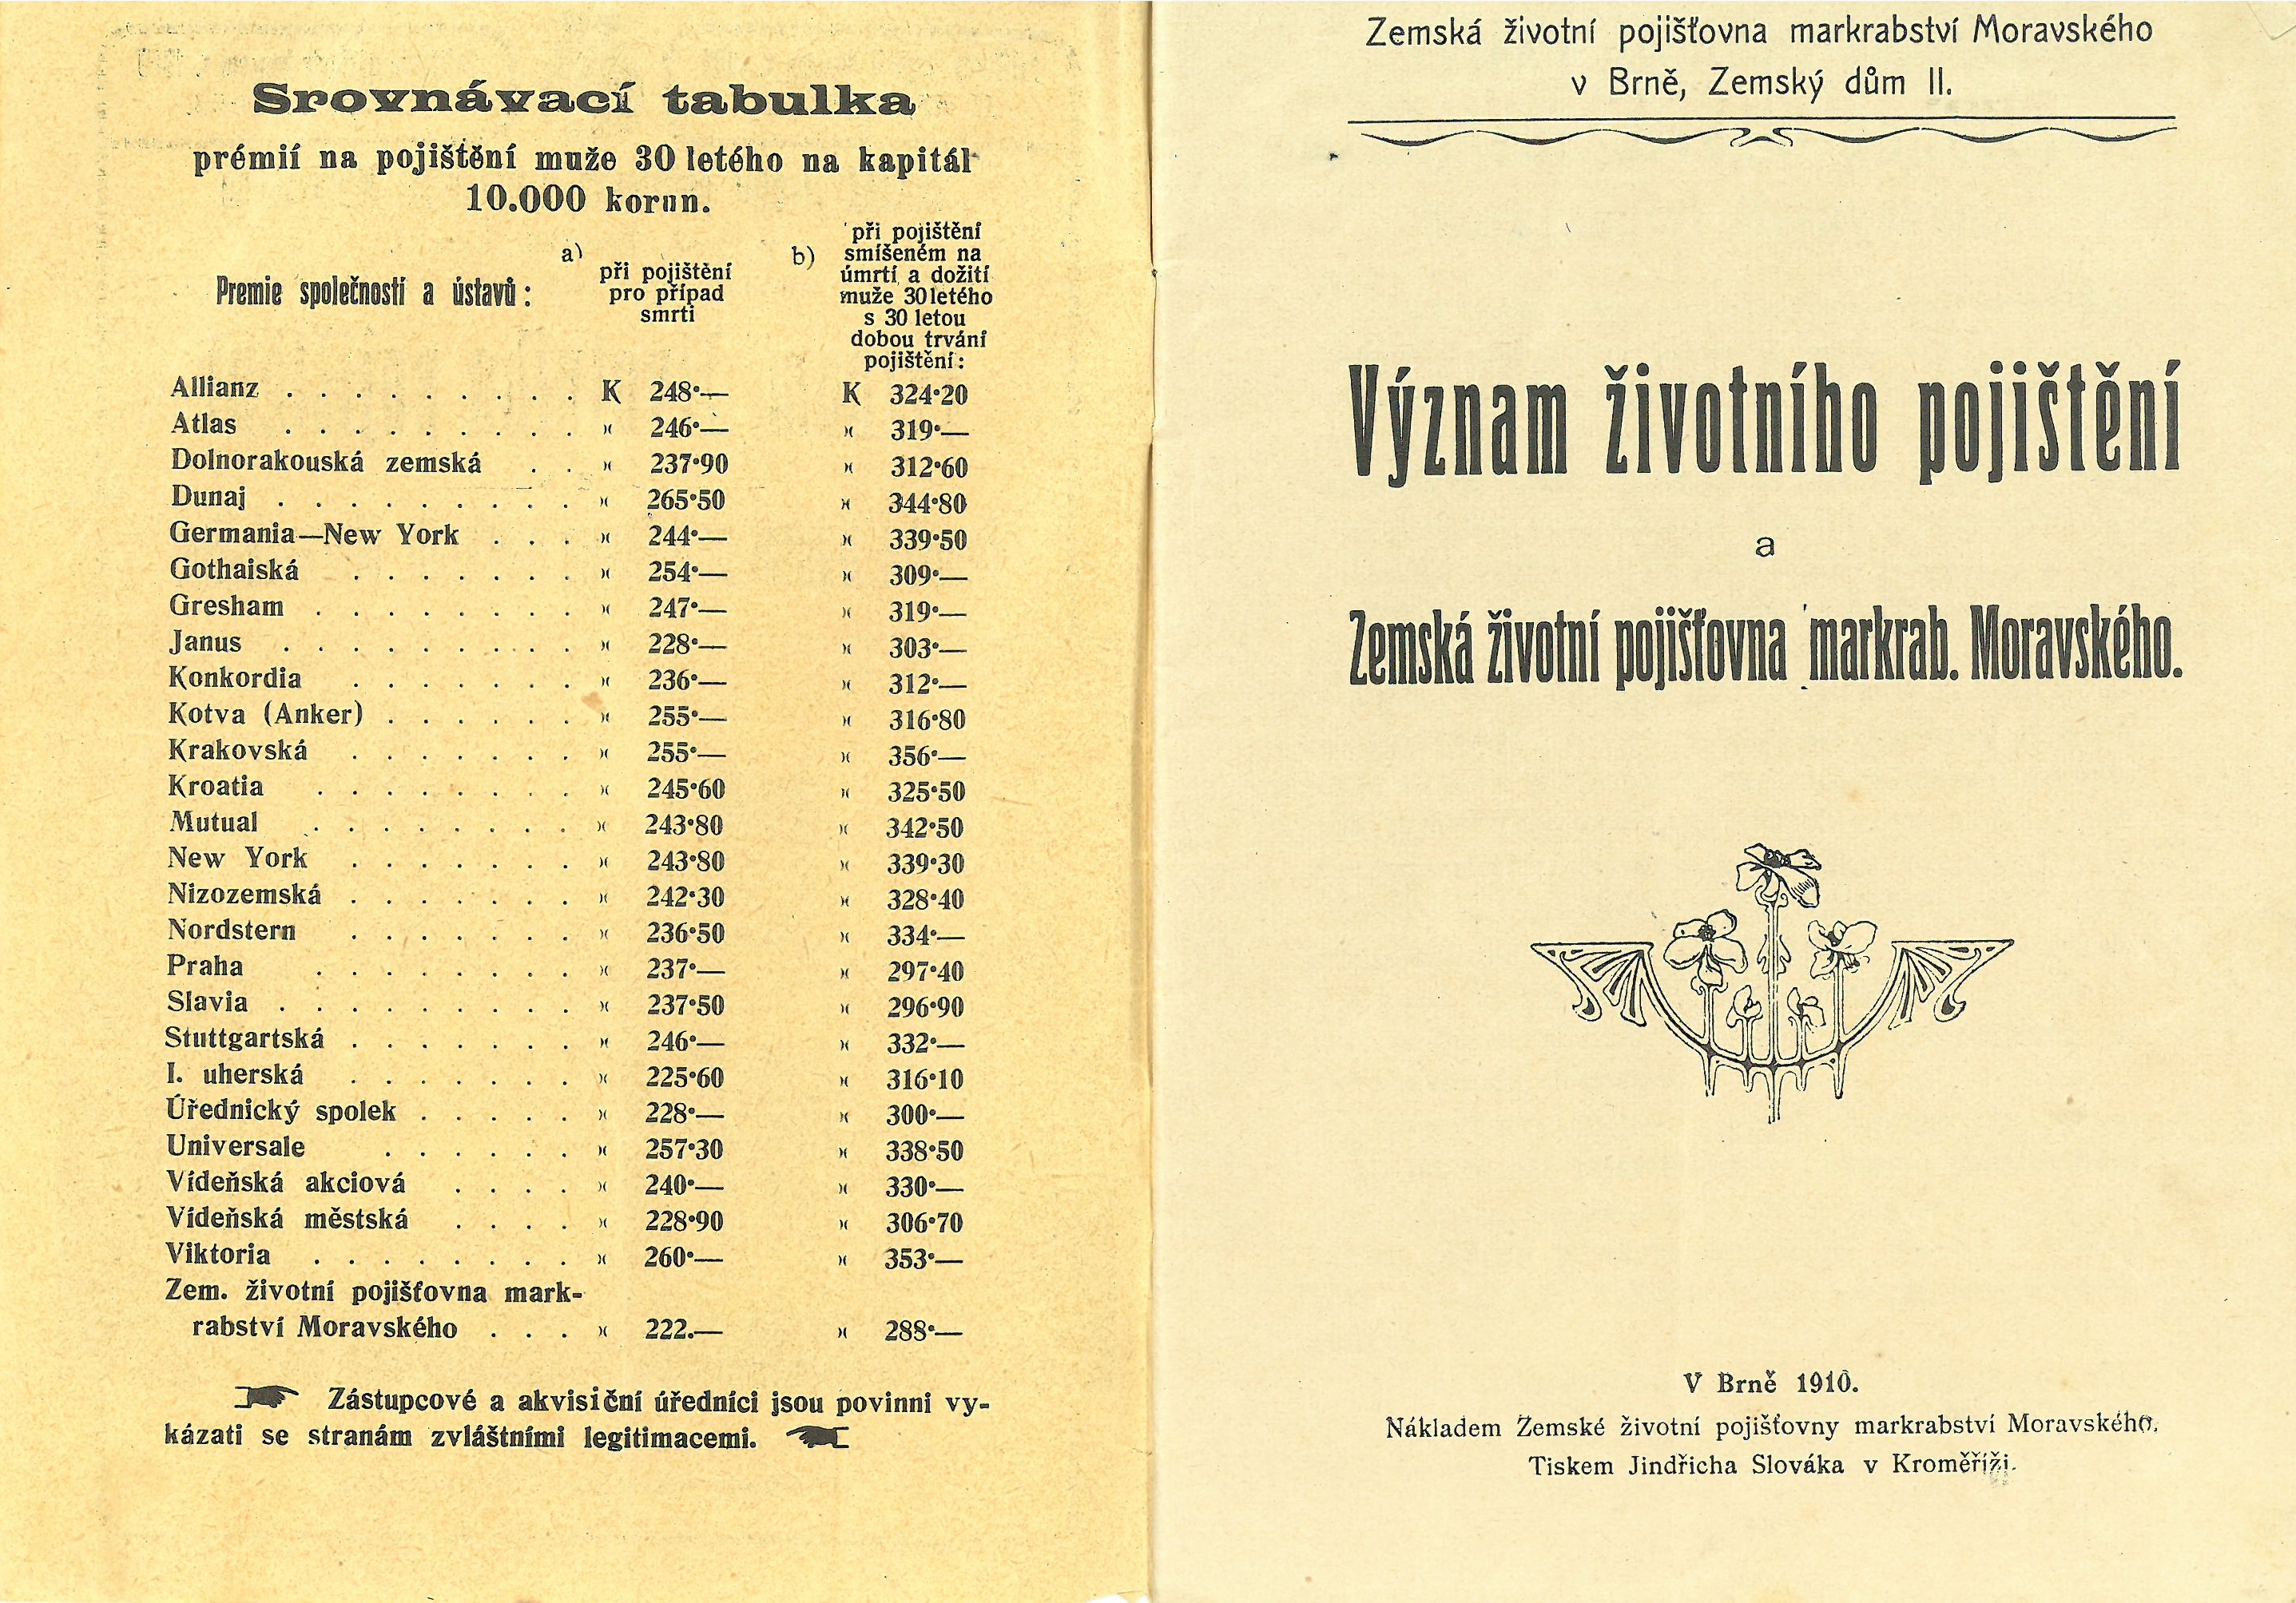 Srovnávací tabulka
prémií na pojištění muže 30 letého na kapitál
10.000 korun.
Premie společností a ústavů:
a)
při pojištění
pro případ
smrti
b)
při pojištění
smíšeném na
úmrtí a dožití
muže 30letého
s 30 letou
dobou trvání
pojištění:
Allianz . . . . . . . . . K 248·— K 324·20
Atlas . . . . . . . . . " 246·— " 319·—
Dolnorakouská zemská . . " 237·90 " 312·60
Dunaj . . . . . . . . . " 265·50 " 344·80
Germania—New York . . . " 244·— " 339·50
Gothaiská . . . . . . . " 254·— " 309·—
Gresham . . . . . . . . " 247·— " 319·—
Janus . . . . . . . . . " 228·— " 303·—
Konkordia . . . . . . . " 236·— " 312·—
Kotva (Anker) . . . . . . " 255·— " 316·80
Krakovská . . . . . . . " 255·— " 356·—
Kroatia . . . . . . . . " 245·60 " 325·50
Mutual . . . . . . . . " 243·80 " 342·50
New York . . . . . . . " 243·80 " 339·30
Nizozemská . . . . . . . " 242·30 " 328·40
Nordstern . . . . . . . " 236·50 " 334·—
Praha . . . . . . . . " 237·— " 297·40
Slavia . . . . . . . . . " 237·50 " 296·90
Stuttgartská . . . . . . . " 246·— " 332·—
I. uherská . . . . . . . " 225·60 " 316·10
Úřednický spolek . . . . . " 228·— " 300·—
Universale . . . . . . " 257·30 " 338·50
Vídeňská akciová . . . . " 240·— " 330·—
Vídeňská městská . . . . " 228·90 " 306·70
Viktoria . . . . . . . . " 260·— " 353·—
Zem. životní pojišťovna mark-
rabství Moravského . . . " 222.— " 288·—
Zástupcové a akvisiční úředníci jsou povinni vy-
kázati se stranám zvláštními legitimacemi.
Zemská životní pojišťovna markrabství Moravského
v Brně, Zemský dům II.
Význam životního pojištění
a
Zemská životní pojišťovna markrab. Moravského.
V Brně 1910.
Nákladem Zemské životní pojišťovny markrabství Moravského.
Tiskem Jindřicha Slováka v Kroměříži.